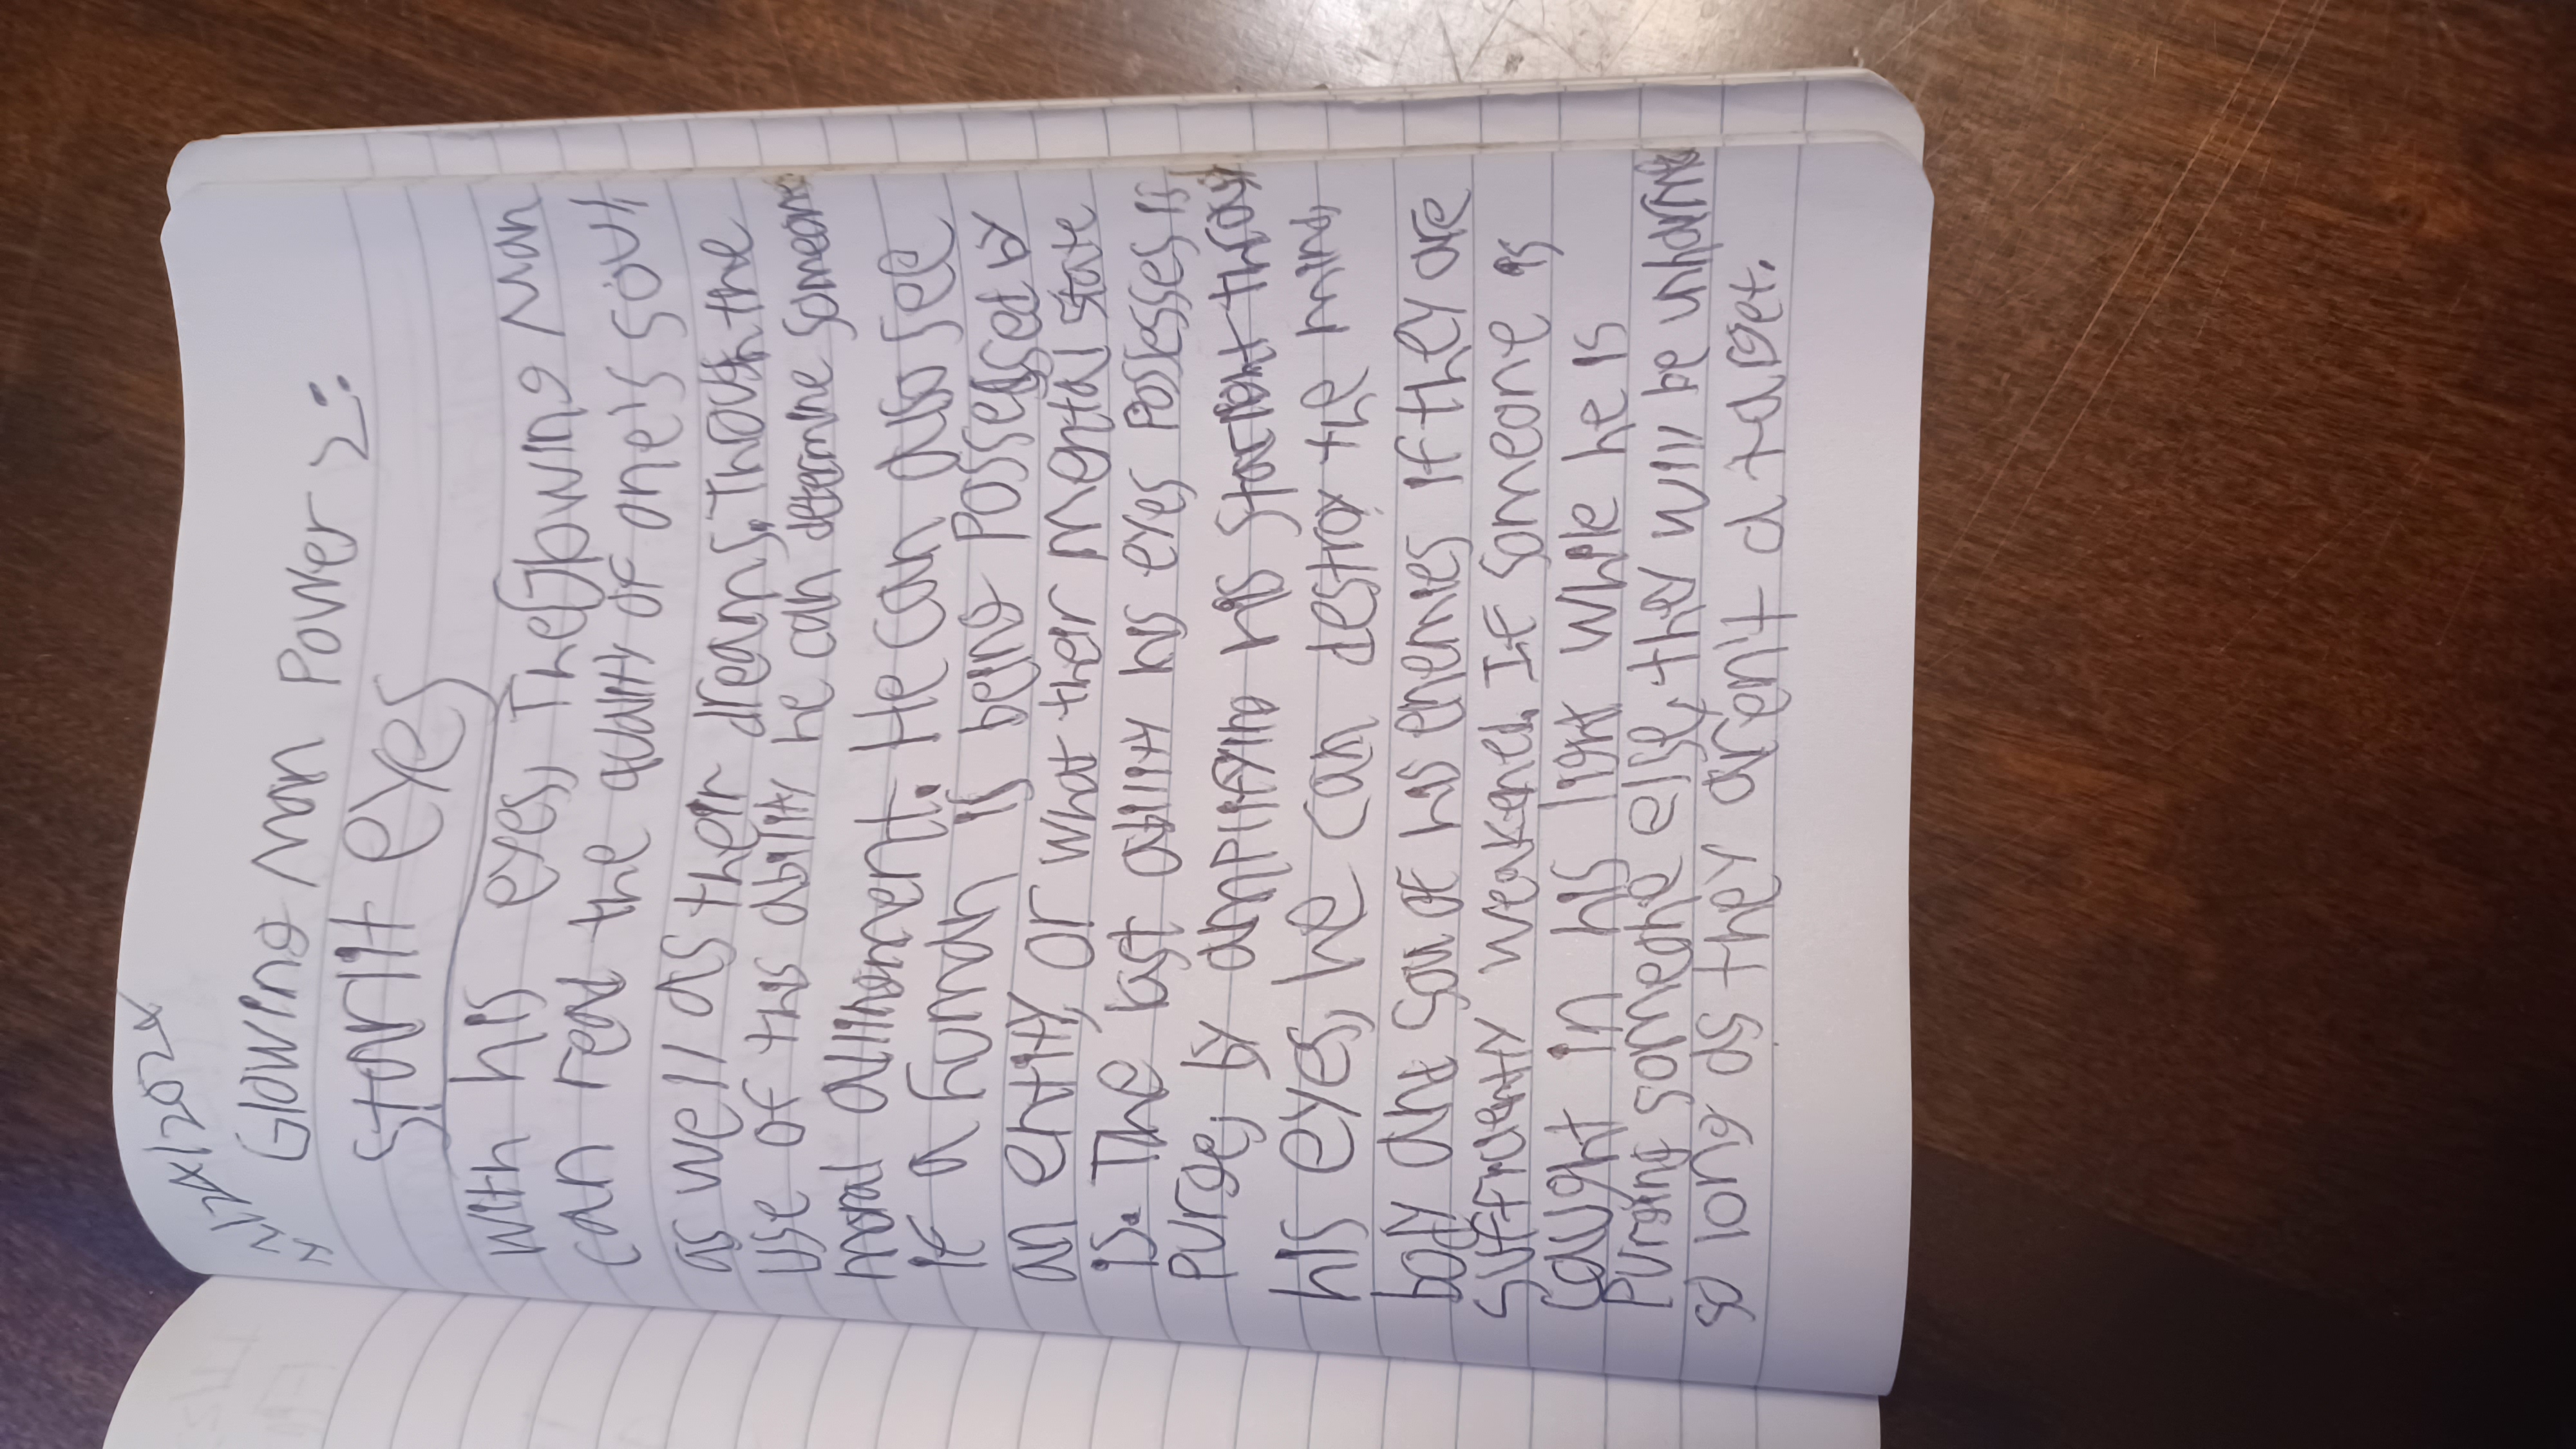 11/24/2024
Glowing Man Power 2:
Starlit eyes
With his eyes, The Glowing Man
can read the quality of one's soul,
as well as their dreams. Through the
use of this ability he can determine someone
moral allinement. He can also see
if a human is being Possessed by
an entity, or what their mental state
is. The last ability his eyes Possesses is
Purge, by amplifying his starlight through
his eyes, he can destroy the mind,
body and soul of his enemies if they are
sufficiently weakened. If someone is
caught in his light while he is
Purging someone else, they will be unharmed
so long as they aren't a target.